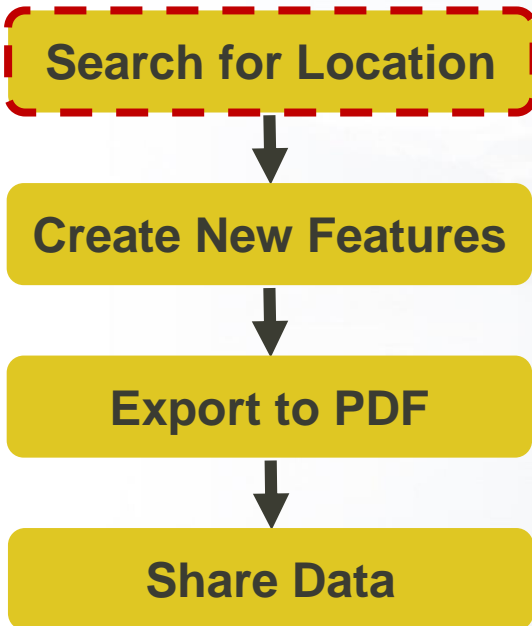 Search for Location
Create New Features
Export to PDF
Share Data